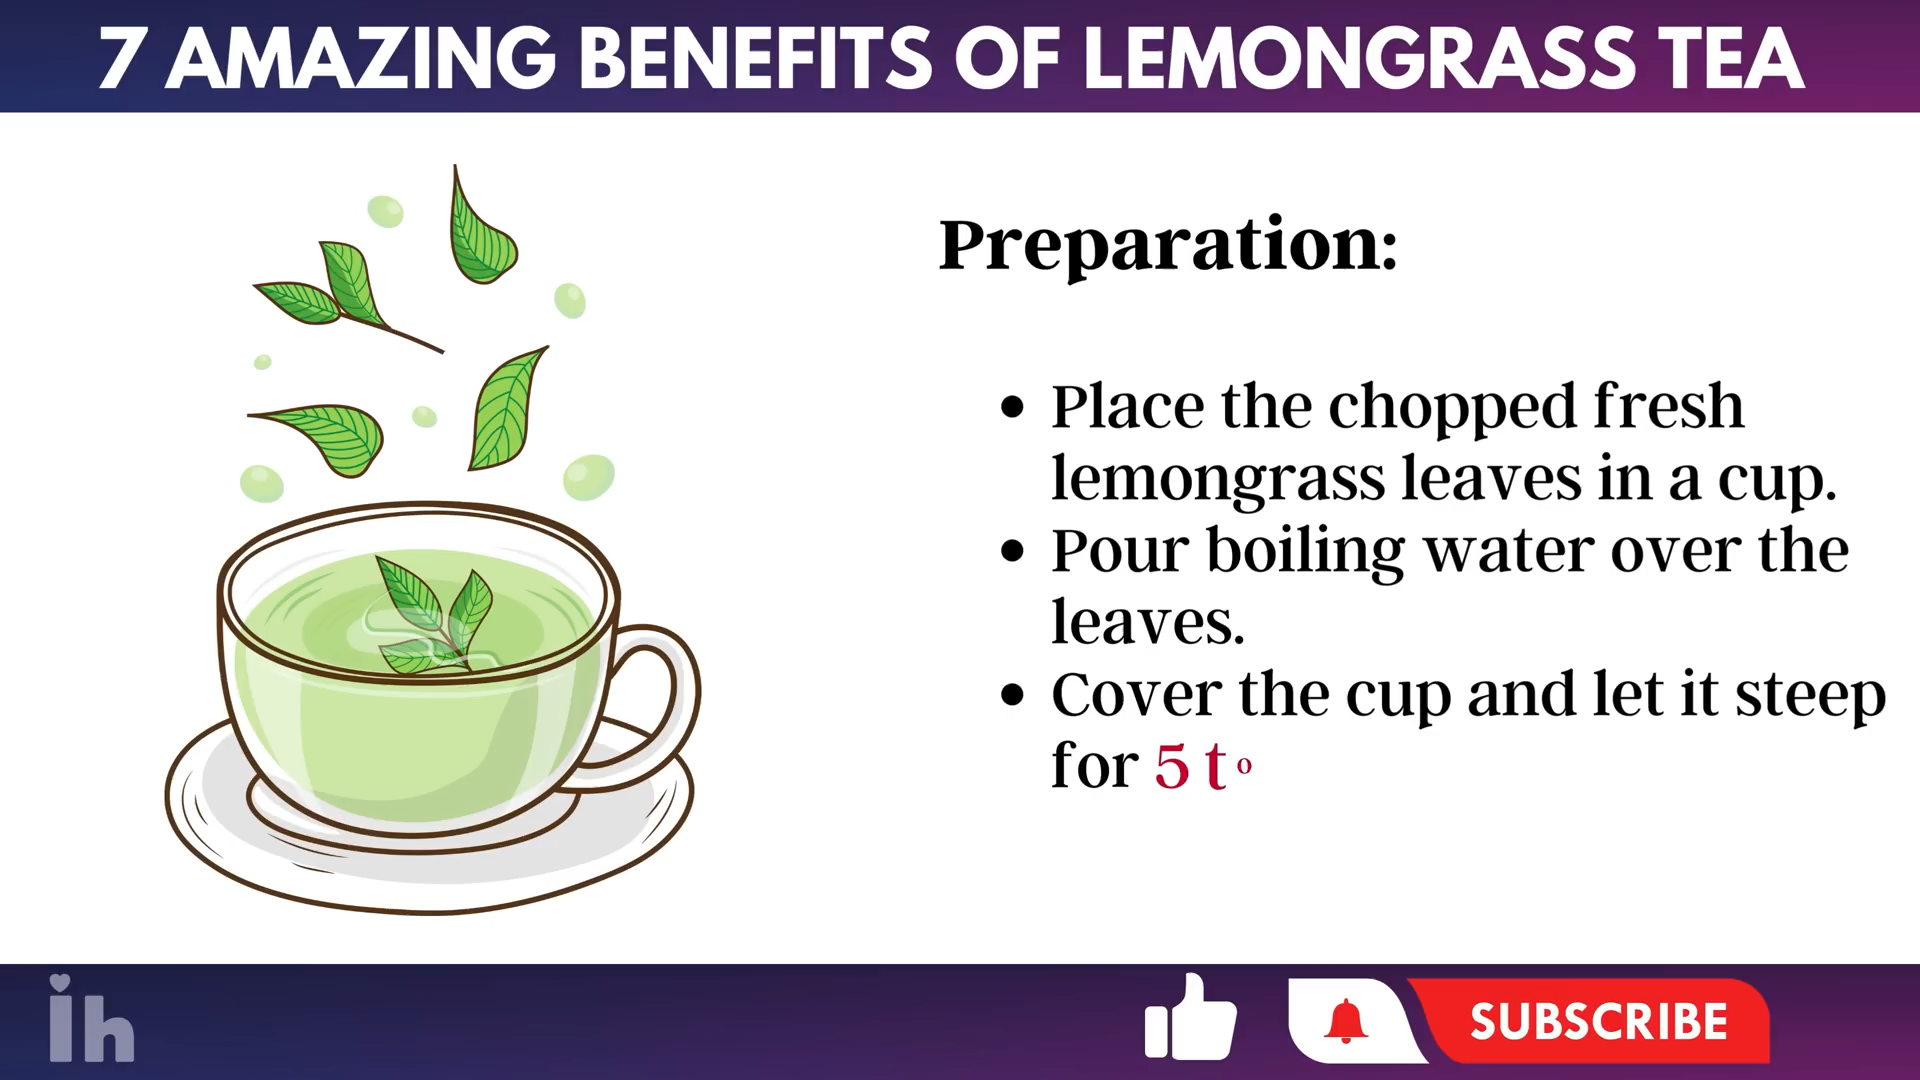 7 AMAZING BENEFITS OF LEMONGRASS TEA
Preparation:
• Place the chopped fresh
lemongrass leaves in a cup.
• Pour boiling water over the
leaves.
• Cover the cup and let it steep
for 5 to
ih
SUBSCRIBE